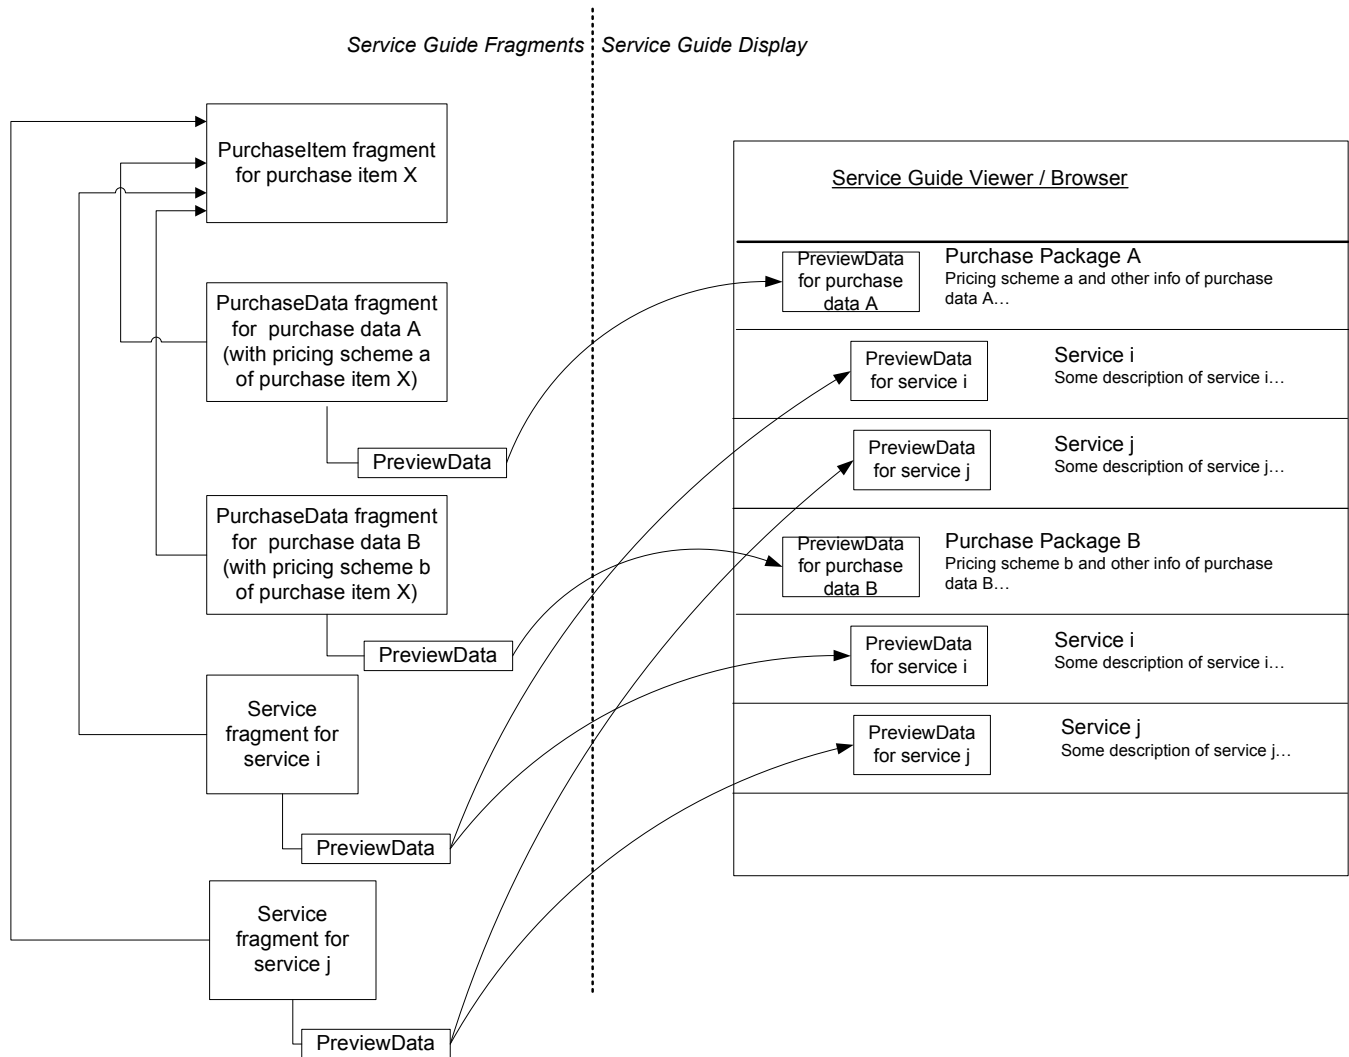 Service Guide Fragments
Service Guide Display
PurchaseItem fragment
for purchase item X
PurchaseData fragment
for purchase data A
(with pricing scheme a
of purchase item X)
PreviewData
PurchaseData fragment
for purchase data B
(with pricing scheme b
of purchase item X)
PreviewData
Service
fragment for
service i
PreviewData
Service
fragment for
service j
PreviewData
Service Guide Viewer / Browser
PreviewData
for purchase
data A
Purchase Package A
Pricing scheme a and other info of purchase
data A…
PreviewData
for service i
Service i
Some description of service i…
PreviewData
for service j
Service j
Some description of service j…
PreviewData
for purchase
data B
Purchase Package B
Pricing scheme b and other info of purchase
data B…
PreviewData
for service i
Service i
Some description of service i…
PreviewData
for service j
Service j
Some description of service j…